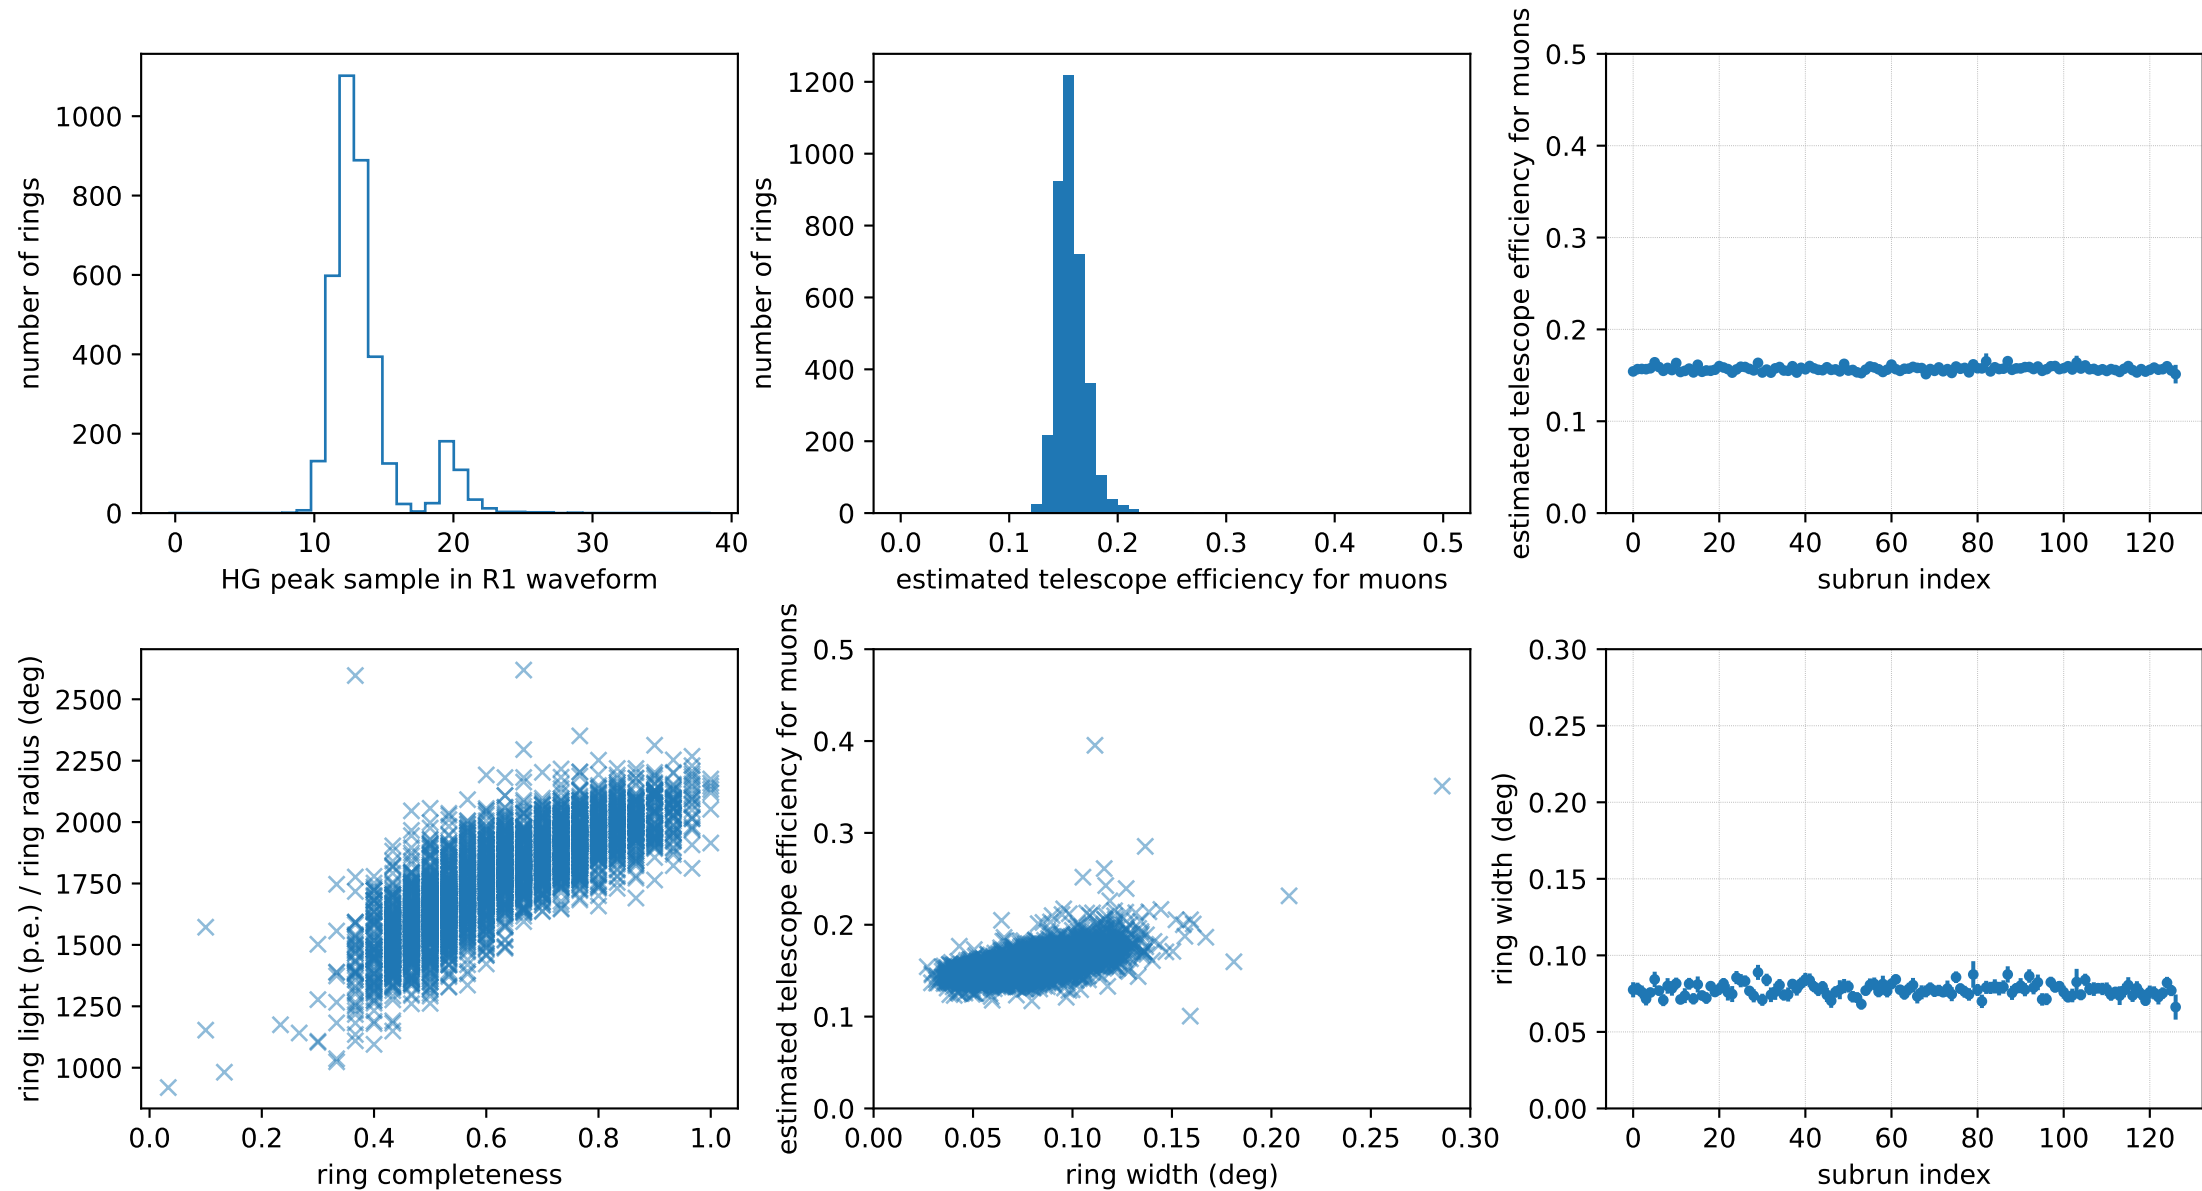 number of rings
1000
800
600
400
200
0
0 10 20 30 40
HG peak sample in R1 waveform
number of rings
1200
1000
800
600
400
200
0
0.0 0.1 0.2 0.3 0.4 0.5
estimated telescope efficiency for muons
estimated telescope efficiency for muons
0.5
0.4
0.3
0.2
0.1
0.0
0 20 40 60 80 100 120
subrun index
ring light (p.e.) / ring radius (deg)
2500
2250
2000
1750
1500
1250
1000
0.0 0.2 0.4 0.6 0.8 1.0
ring completeness
estimated telescope efficiency for muons
0.5
0.4
0.3
0.2
0.1
0.0
0.00 0.05 0.10 0.15 0.20 0.25 0.30
ring width (deg)
ring width (deg)
0.30
0.25
0.20
0.15
0.10
0.05
0.00
0 20 40 60 80 100 120
subrun index